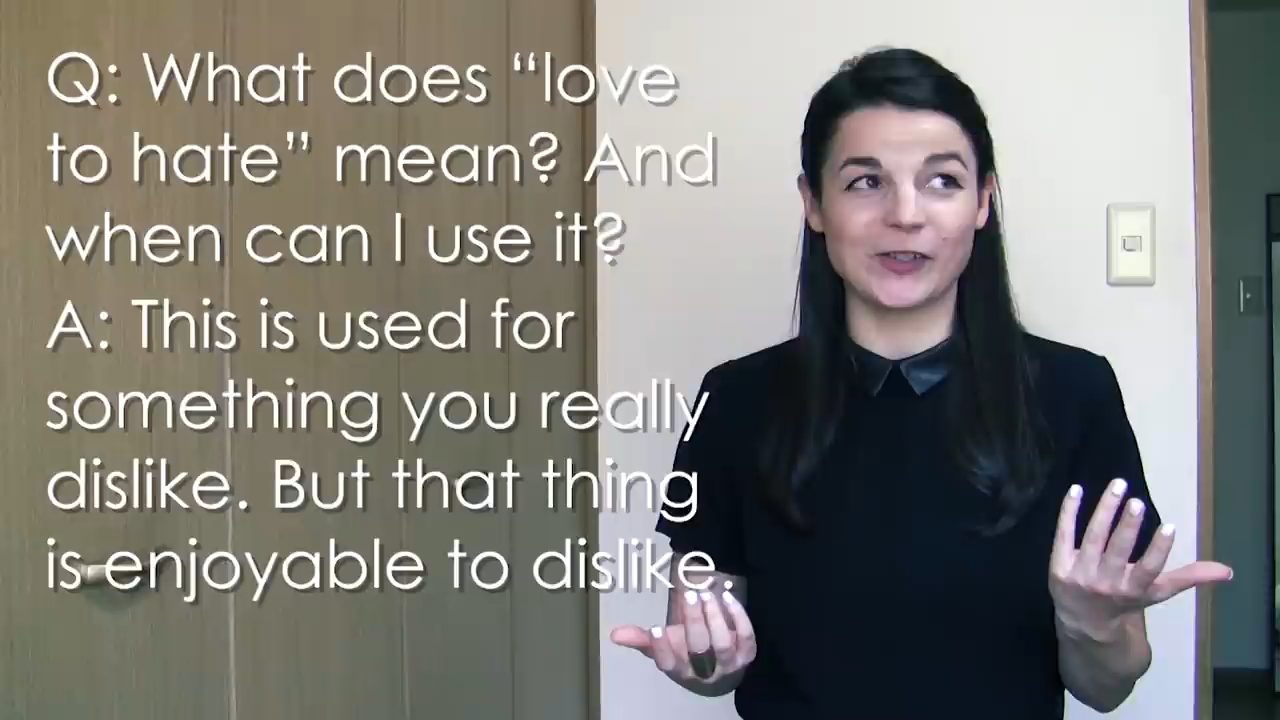 Q: What does “love
to hate” mean? And
when can I use it?
A: This is used for
something you really
dislike. But that thing
is enjoyable to dislike.